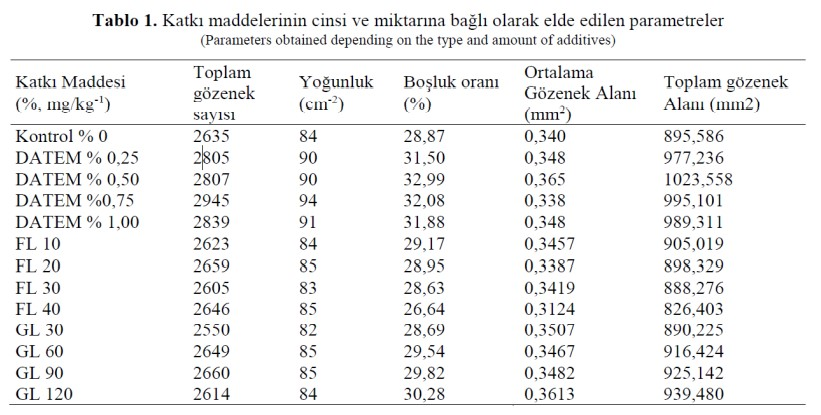 Tablo 1. Katkı maddelerinin cinsi ve miktarına bağlı olarak elde edilen parametreler
(Parameters obtained depending on the type and amount of additives)
Katkı Maddesi (%, mg/kg⁻¹) Toplam gözenek sayısı Yoğunluk (cm⁻²) Boşluk oranı (%) Ortalama Gözenek Alanı (mm²) Toplam gözenek Alanı (mm2)
Kontrol % 0 2635 84 28,87 0,340 895,586
DATEM % 0,25 2805 90 31,50 0,348 977,236
DATEM % 0,50 2807 90 32,99 0,365 1023,558
DATEM %0,75 2945 94 32,08 0,338 995,101
DATEM % 1,00 2839 91 31,88 0,348 989,311
FL 10 2623 84 29,17 0,3457 905,019
FL 20 2659 85 28,95 0,3387 898,329
FL 30 2605 83 28,63 0,3419 888,276
FL 40 2646 85 26,64 0,3124 826,403
GL 30 2550 82 28,69 0,3507 890,225
GL 60 2649 85 29,54 0,3467 916,424
GL 90 2660 85 29,82 0,3482 925,142
GL 120 2614 84 30,28 0,3613 939,480